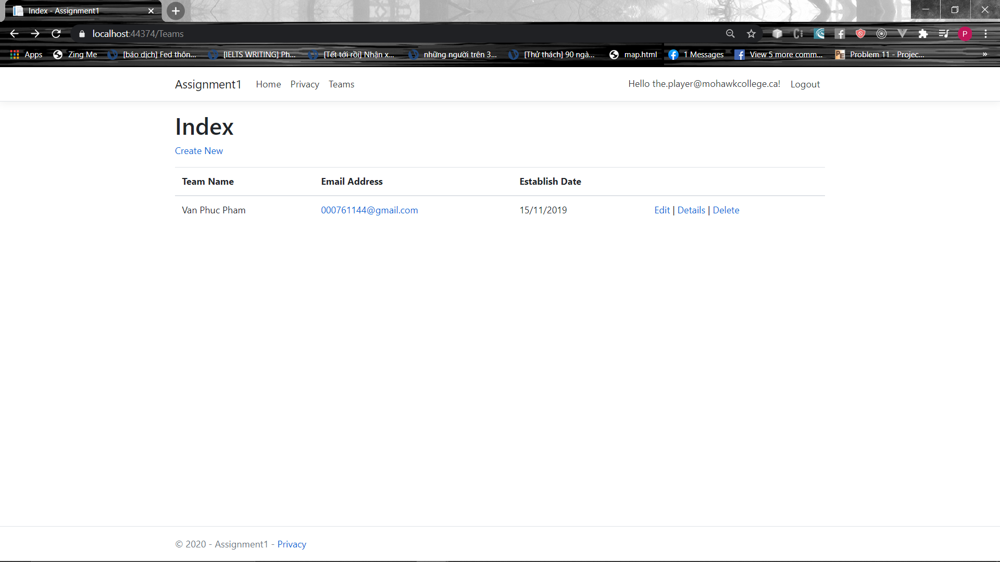 Index - Assignment1
localhost:44374/Teams
P
Apps Zing Me [báo dịch] Fed thôn... [IELTS WRITING] Ph... [Tết tới rồi] Nhận x... những người trên 3... [Thử thách] 90 ngà... map.html 1 Messages View 5 more comm... PE Problem 11 - Projec... »
Assignment1 Home Privacy Teams Hello the.player@mohawkcollege.ca! Logout
Index
Create New
Team Name Email Address Establish Date
Van Phuc Pham 000761144@gmail.com 15/11/2019 Edit | Details | Delete
© 2020 - Assignment1 - Privacy